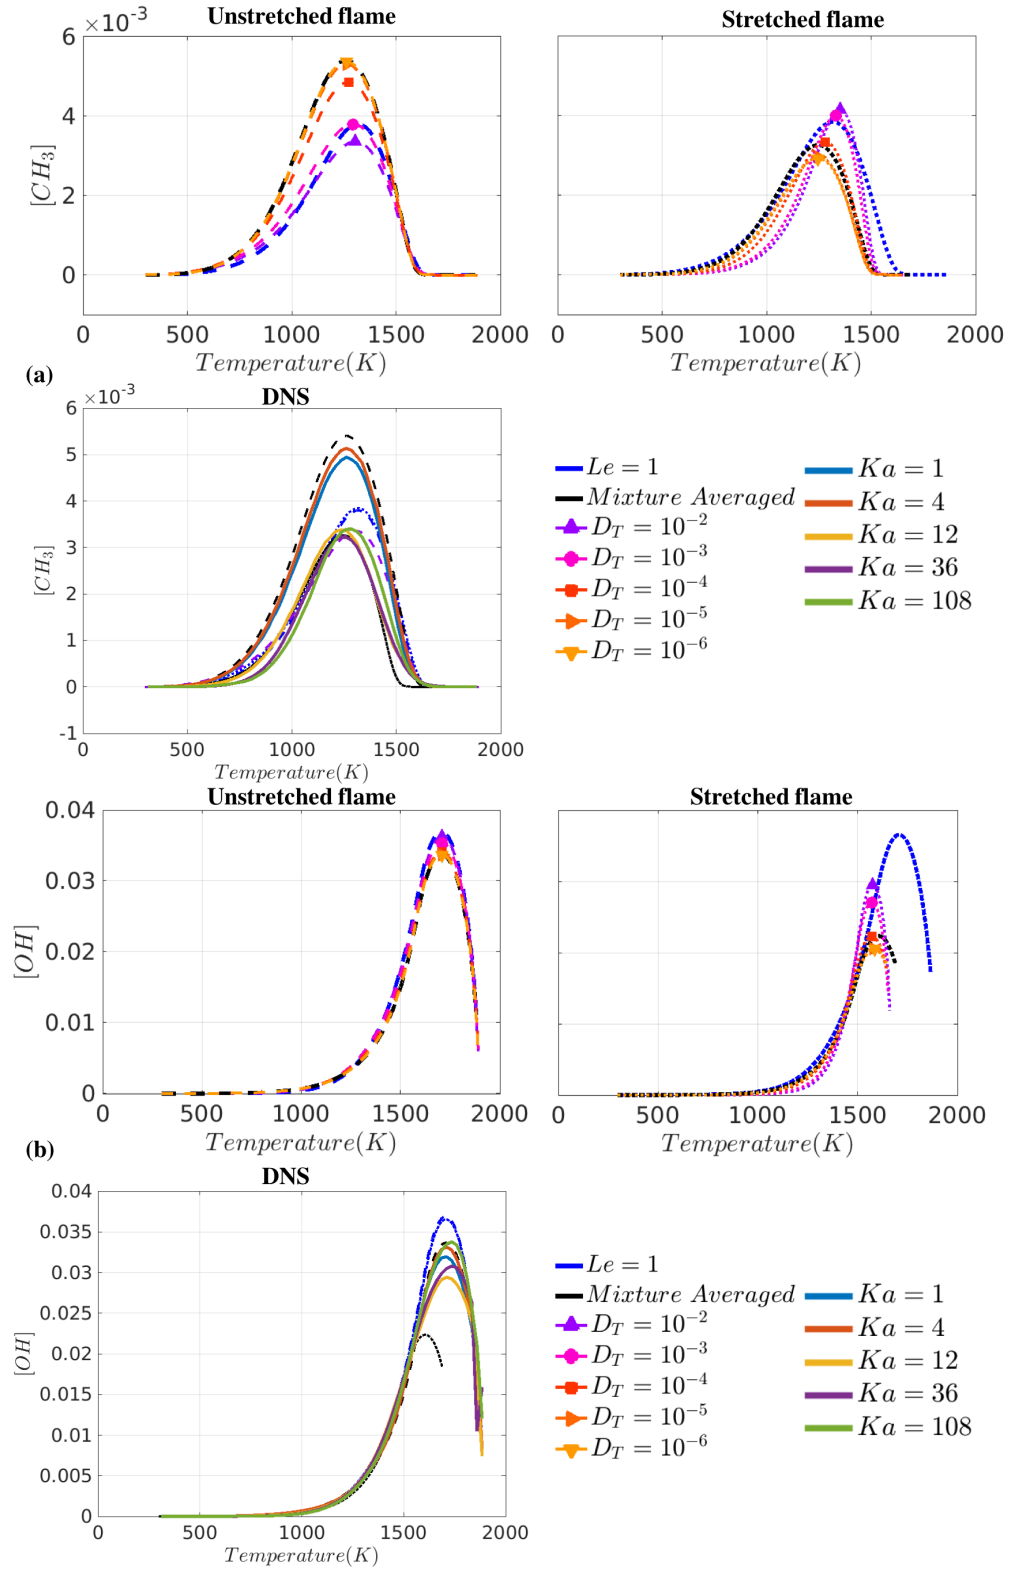 Unstretched flame
Stretched flame
×10⁻³
6
4
2
0
[CH₃]
0 500 1000 1500 2000
Temperature(K)
0 500 1000 1500 2000
Temperature(K)
(a)
DNS
×10⁻³
6
5
4
3
2
1
0
-1
[CH₃]
0 500 1000 1500 2000
Temperature(K)
Le = 1
Mixture Averaged
D_T = 10⁻²
D_T = 10⁻³
D_T = 10⁻⁴
D_T = 10⁻⁵
D_T = 10⁻⁶
Ka = 1
Ka = 4
Ka = 12
Ka = 36
Ka = 108
Unstretched flame
Stretched flame
0.04
0.03
0.02
0.01
0
[OH]
0 500 1000 1500 2000
Temperature(K)
0 500 1000 1500 2000
Temperature(K)
(b)
DNS
0.04
0.035
0.03
0.025
0.02
0.015
0.01
0.005
0
[OH]
0 500 1000 1500 2000
Temperature(K)
Le = 1
Mixture Averaged
D_T = 10⁻²
D_T = 10⁻³
D_T = 10⁻⁴
D_T = 10⁻⁵
D_T = 10⁻⁶
Ka = 1
Ka = 4
Ka = 12
Ka = 36
Ka = 108